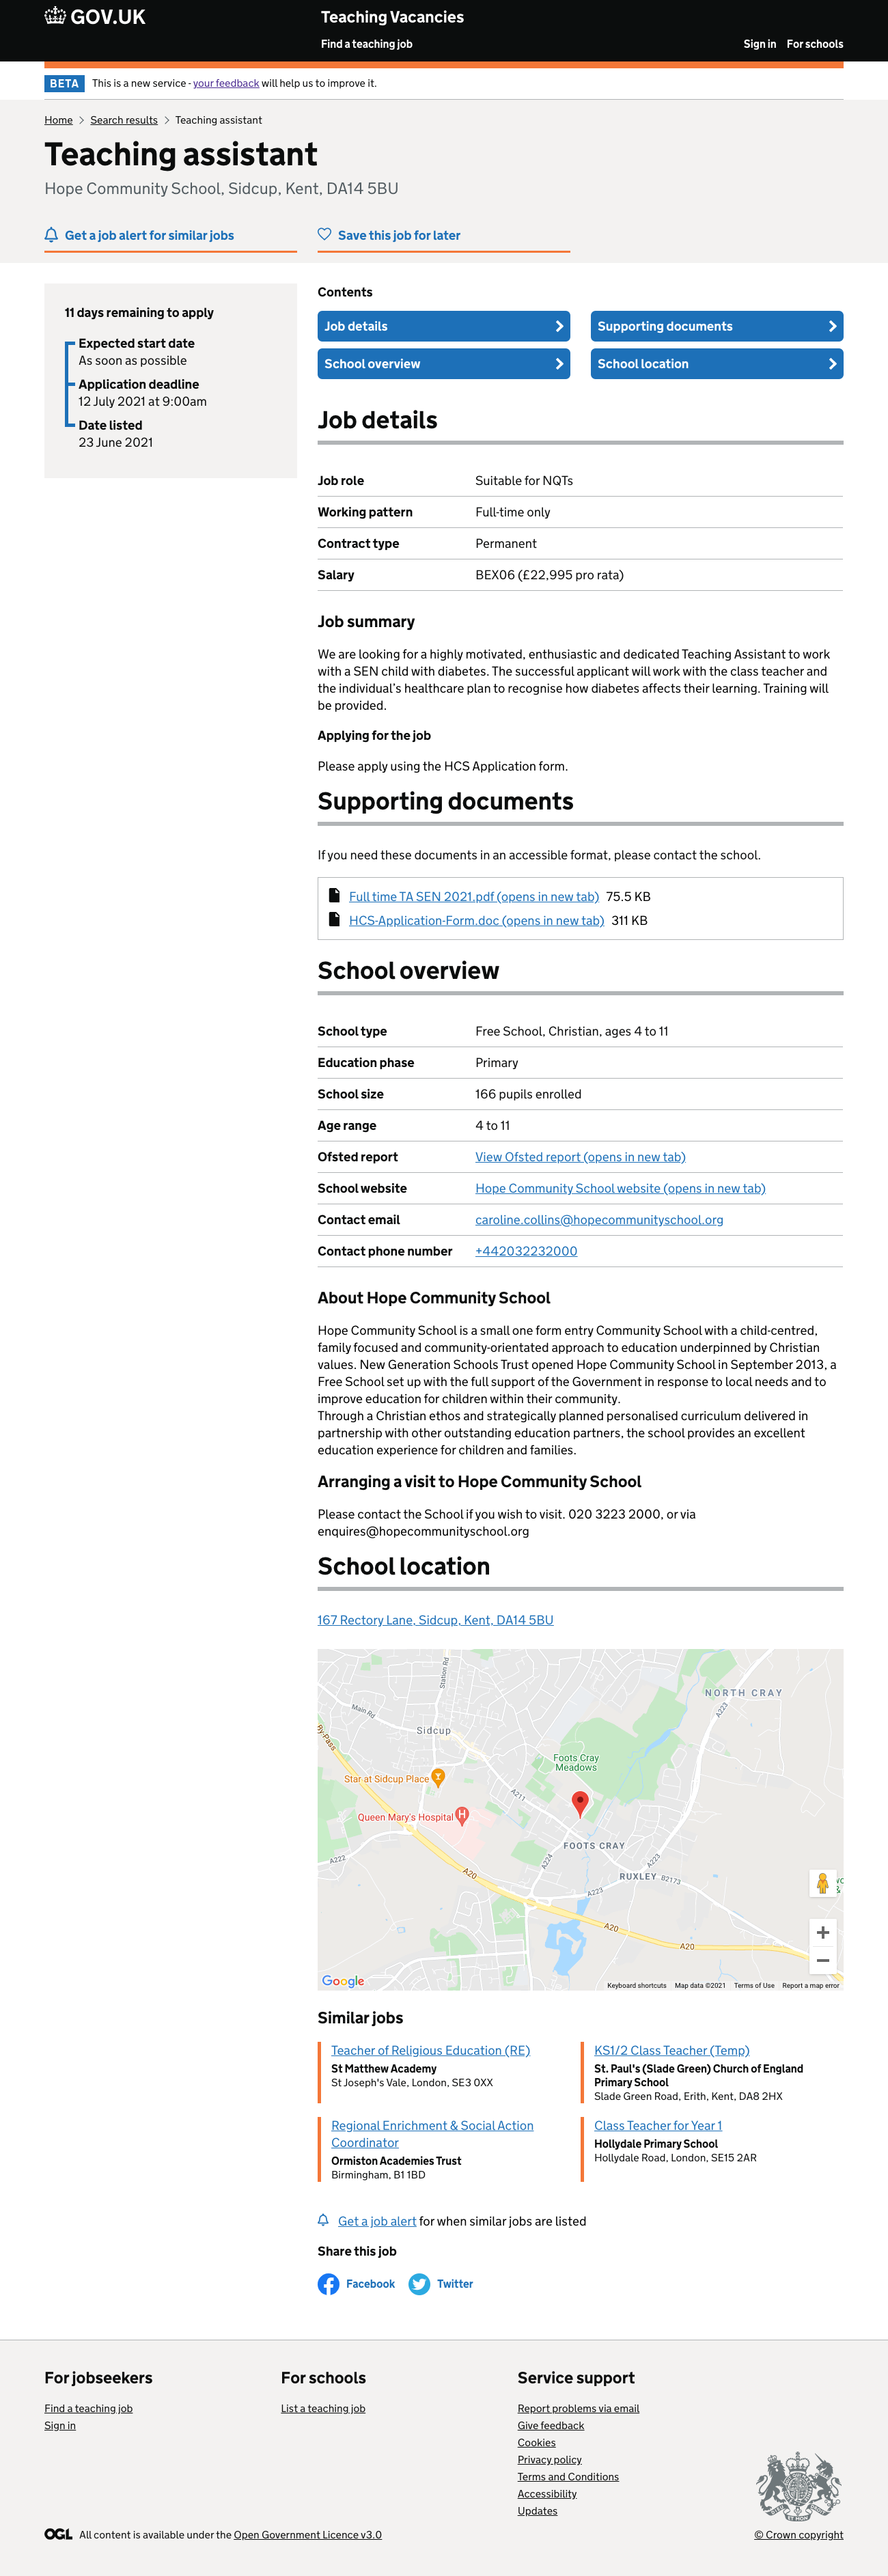 GOV.UK
Teaching Vacancies
Find a teaching job
Sign in
For schools
BETA
This is a new service - your feedback will help us to improve it.
Home
Search results
Teaching assistant
Teaching assistant
Hope Community School, Sidcup, Kent, DA14 5BU
Get a job alert for similar jobs
Save this job for later
11 days remaining to apply
Expected start date
As soon as possible
Application deadline
12 July 2021 at 9:00am
Date listed
23 June 2021
Contents
Job details
Supporting documents
School overview
School location
Job details
Job role
Suitable for NQTs
Working pattern
Full-time only
Contract type
Permanent
Salary
BEX06 (£22,995 pro rata)
Job summary
We are looking for a highly motivated, enthusiastic and dedicated Teaching Assistant to work
with a SEN child with diabetes. The successful applicant will work with the class teacher and
the individual's healthcare plan to recognise how diabetes affects their learning. Training will
be provided.
Applying for the job
Please apply using the HCS Application form.
Supporting documents
If you need these documents in an accessible format, please contact the school.
Full time TA SEN 2021.pdf (opens in new tab) 75.5 KB
HCS-Application-Form.doc (opens in new tab) 311 KB
School overview
School type
Free School, Christian, ages 4 to 11
Education phase
Primary
School size
166 pupils enrolled
Age range
4 to 11
Ofsted report
View Ofsted report (opens in new tab)
School website
Hope Community School website (opens in new tab)
Contact email
caroline.collins@hopecommunityschool.org
Contact phone number
+442032232000
About Hope Community School
Hope Community School is a small one form entry Community School with a child-centred,
family focused and community-orientated approach to education underpinned by Christian
values. New Generation Schools Trust opened Hope Community School in September 2013, a
Free School set up with the full support of the Government in response to local needs and to
improve education for children within their community.
Through a Christian ethos and strategically planned personalised curriculum delivered in
partnership with other outstanding education partners, the school provides an excellent
education experience for children and families.
Arranging a visit to Hope Community School
Please contact the School if you wish to visit. 020 3223 2000, or via
enquires@hopecommunityschool.org
School location
167 Rectory Lane, Sidcup, Kent, DA14 5BU
Station Rd
NORTH CRAY
A223
Main Rd
Sidcup
By-Pass
Foots Cray
Meadows
Star at Sidcup Place
A211
Queen Mary's Hospital
H
FOOTS CRAY
A222
A224
A223
A20
RUXLEY
B2173
A223
A20
A20
Google
Keyboard shortcuts
Map data ©2021
Terms of Use
Report a map error
Similar jobs
Teacher of Religious Education (RE)
St Matthew Academy
St Joseph's Vale, London, SE3 0XX
KS1/2 Class Teacher (Temp)
St. Paul's (Slade Green) Church of England
Primary School
Slade Green Road, Erith, Kent, DA8 2HX
Regional Enrichment & Social Action
Coordinator
Ormiston Academies Trust
Birmingham, B1 1BD
Class Teacher for Year 1
Hollydale Primary School
Hollydale Road, London, SE15 2AR
Get a job alert for when similar jobs are listed
Share this job
Facebook
Twitter
For jobseekers
Find a teaching job
Sign in
For schools
List a teaching job
Service support
Report problems via email
Give feedback
Cookies
Privacy policy
Terms and Conditions
Accessibility
Updates
OGL
All content is available under the Open Government Licence v3.0
© Crown copyright